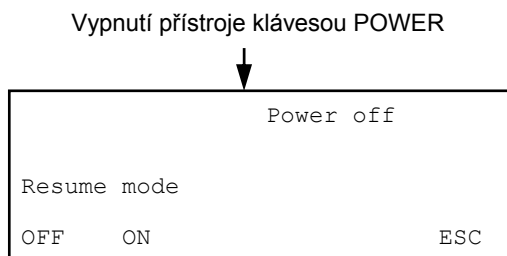 Vypnutí přístroje klávesou POWER
Power off
Resume mode
OFF ON ESC